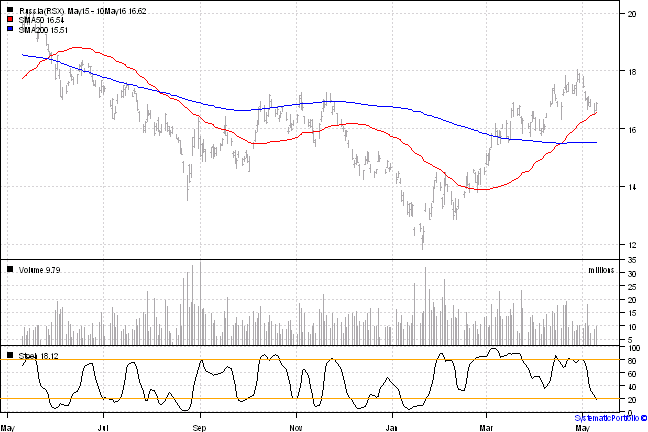 Russia(RSX) May15 - 10May16 16.62
SMA50 16.54
SMA200 15.51
20
18
16
14
12
Volume 9.79
millions
35
30
25
20
15
10
5
Stoch 18.12
100
80
60
40
20
0
May Jul Sep Nov Jan Mar May
SystematicPortfolio ©